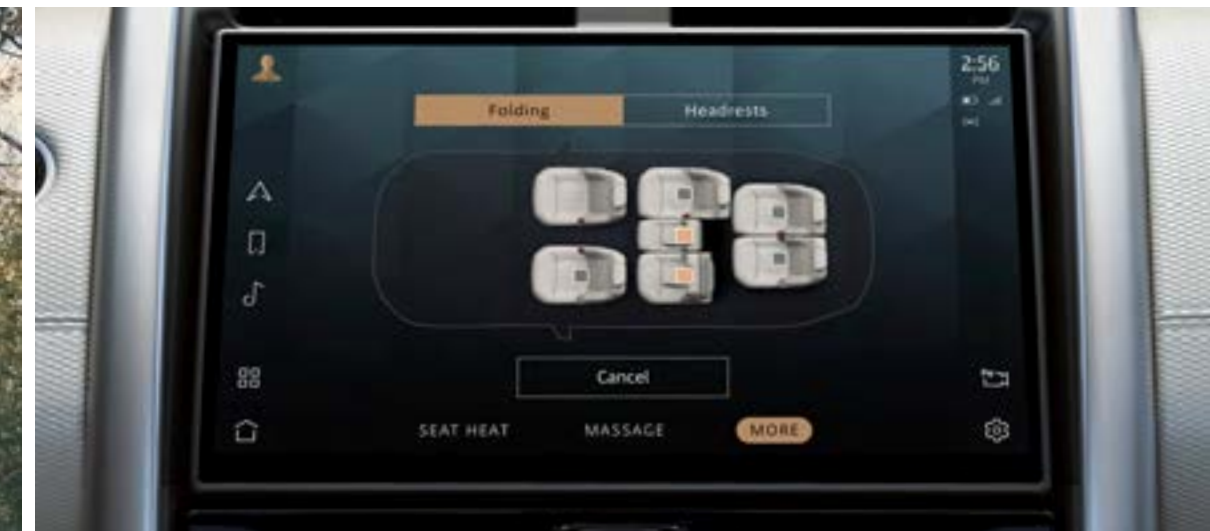 2:56
PM
Folding
Headrests
Cancel
SEAT HEAT
MASSAGE
MORE